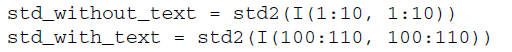 std_without_text = std2(I(1:10, 1:10))
std_with_text = std2(I(100:110, 100:110))